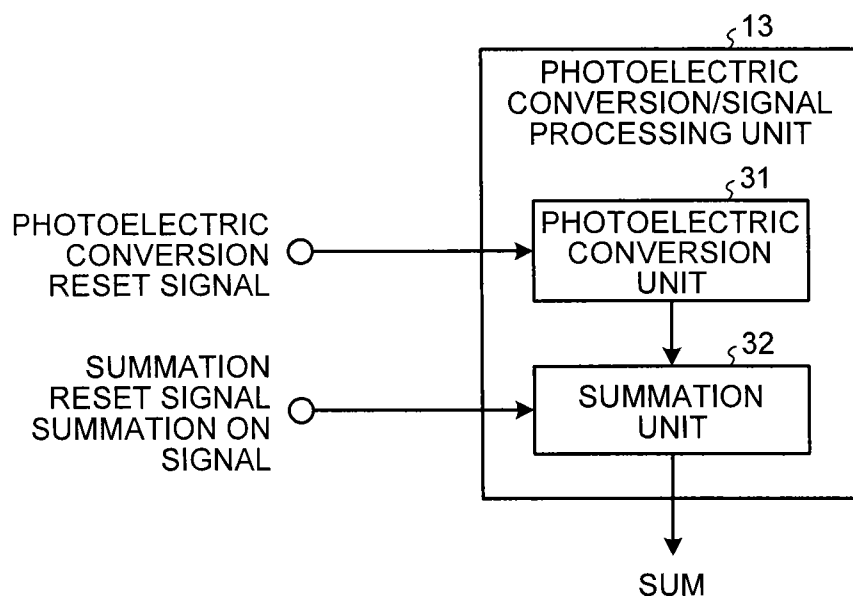 13
PHOTOELECTRIC
CONVERSION/SIGNAL
PROCESSING UNIT
31
PHOTOELECTRIC
CONVERSION
RESET SIGNAL
PHOTOELECTRIC
CONVERSION
UNIT
32
SUMMATION
RESET SIGNAL
SUMMATION ON
SIGNAL
SUMMATION
UNIT
SUM